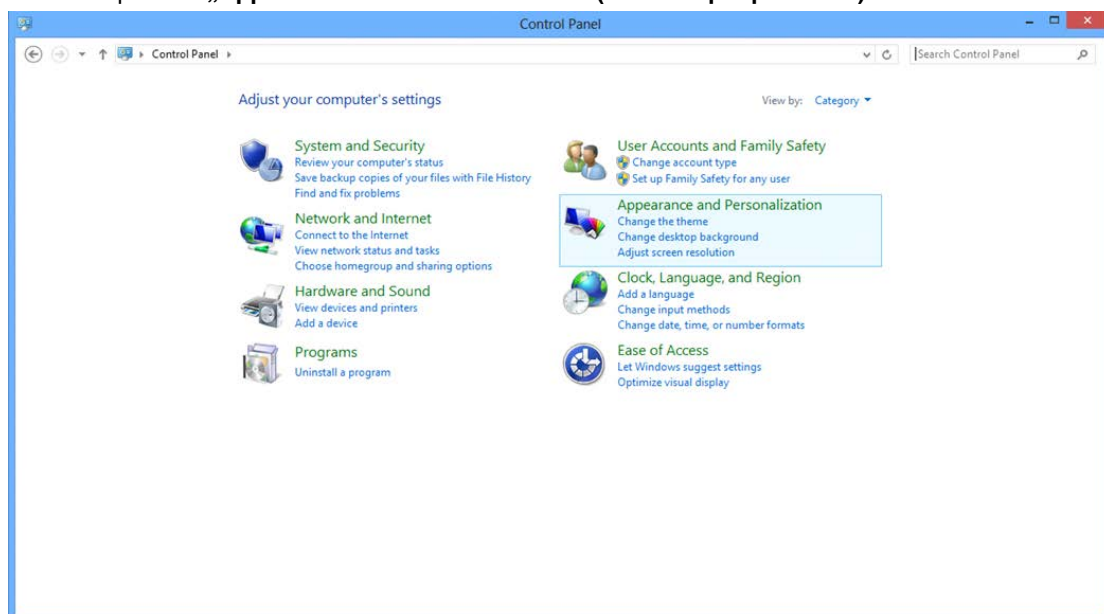 Control Panel
Control Panel
Search Control Panel
Adjust your computer's settings
View by: Category
System and Security
Review your computer's status
Save backup copies of your files with File History
Find and fix problems
Network and Internet
Connect to the Internet
View network status and tasks
Choose homegroup and sharing options
Hardware and Sound
View devices and printers
Add a device
Programs
Uninstall a program
User Accounts and Family Safety
Change account type
Set up Family Safety for any user
Appearance and Personalization
Change the theme
Change desktop background
Adjust screen resolution
Clock, Language, and Region
Add a language
Change input methods
Change date, time, or number formats
Ease of Access
Let Windows suggest settings
Optimize visual display